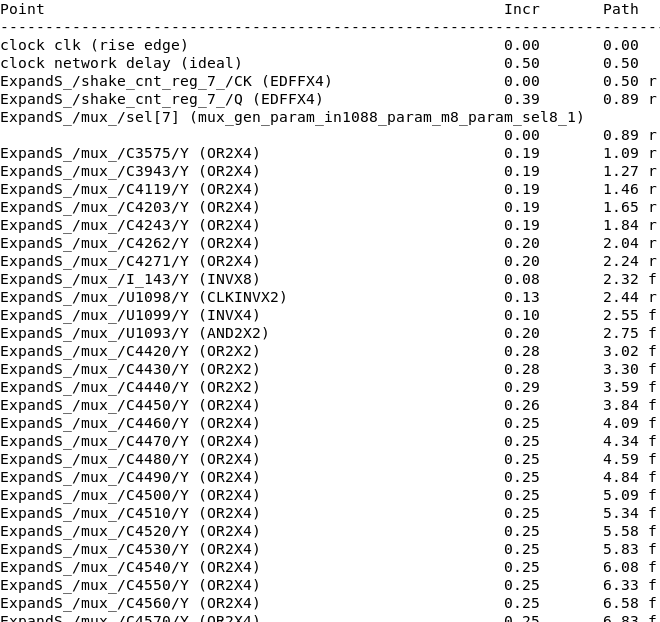 Point Incr Path
--------------------------------------------------------------------------
clock clk (rise edge) 0.00 0.00
clock network delay (ideal) 0.50 0.50
ExpandS_/shake_cnt_reg_7_/CK (EDFFX4) 0.00 0.50 r
ExpandS_/shake_cnt_reg_7_/Q (EDFFX4) 0.39 0.89 r
ExpandS_/mux_/sel[7] (mux_gen_param_in1088_param_m8_param_sel8_1)
0.00 0.89 r
ExpandS_/mux_/C3575/Y (OR2X4) 0.19 1.09 r
ExpandS_/mux_/C3943/Y (OR2X4) 0.19 1.27 r
ExpandS_/mux_/C4119/Y (OR2X4) 0.19 1.46 r
ExpandS_/mux_/C4203/Y (OR2X4) 0.19 1.65 r
ExpandS_/mux_/C4243/Y (OR2X4) 0.19 1.84 r
ExpandS_/mux_/C4262/Y (OR2X4) 0.20 2.04 r
ExpandS_/mux_/C4271/Y (OR2X4) 0.20 2.24 r
ExpandS_/mux_/I_143/Y (INVX8) 0.08 2.32 f
ExpandS_/mux_/U1098/Y (CLKINVX2) 0.13 2.44 r
ExpandS_/mux_/U1099/Y (INVX4) 0.10 2.55 f
ExpandS_/mux_/U1093/Y (AND2X2) 0.20 2.75 f
ExpandS_/mux_/C4420/Y (OR2X2) 0.28 3.02 f
ExpandS_/mux_/C4430/Y (OR2X2) 0.28 3.30 f
ExpandS_/mux_/C4440/Y (OR2X2) 0.29 3.59 f
ExpandS_/mux_/C4450/Y (OR2X4) 0.26 3.84 f
ExpandS_/mux_/C4460/Y (OR2X4) 0.25 4.09 f
ExpandS_/mux_/C4470/Y (OR2X4) 0.25 4.34 f
ExpandS_/mux_/C4480/Y (OR2X4) 0.25 4.59 f
ExpandS_/mux_/C4490/Y (OR2X4) 0.25 4.84 f
ExpandS_/mux_/C4500/Y (OR2X4) 0.25 5.09 f
ExpandS_/mux_/C4510/Y (OR2X4) 0.25 5.34 f
ExpandS_/mux_/C4520/Y (OR2X4) 0.25 5.58 f
ExpandS_/mux_/C4530/Y (OR2X4) 0.25 5.83 f
ExpandS_/mux_/C4540/Y (OR2X4) 0.25 6.08 f
ExpandS_/mux_/C4550/Y (OR2X4) 0.25 6.33 f
ExpandS_/mux_/C4560/Y (OR2X4) 0.25 6.58 f
ExpandS_/mux_/C4570/Y (OR2X4) 0.25 6.83 f